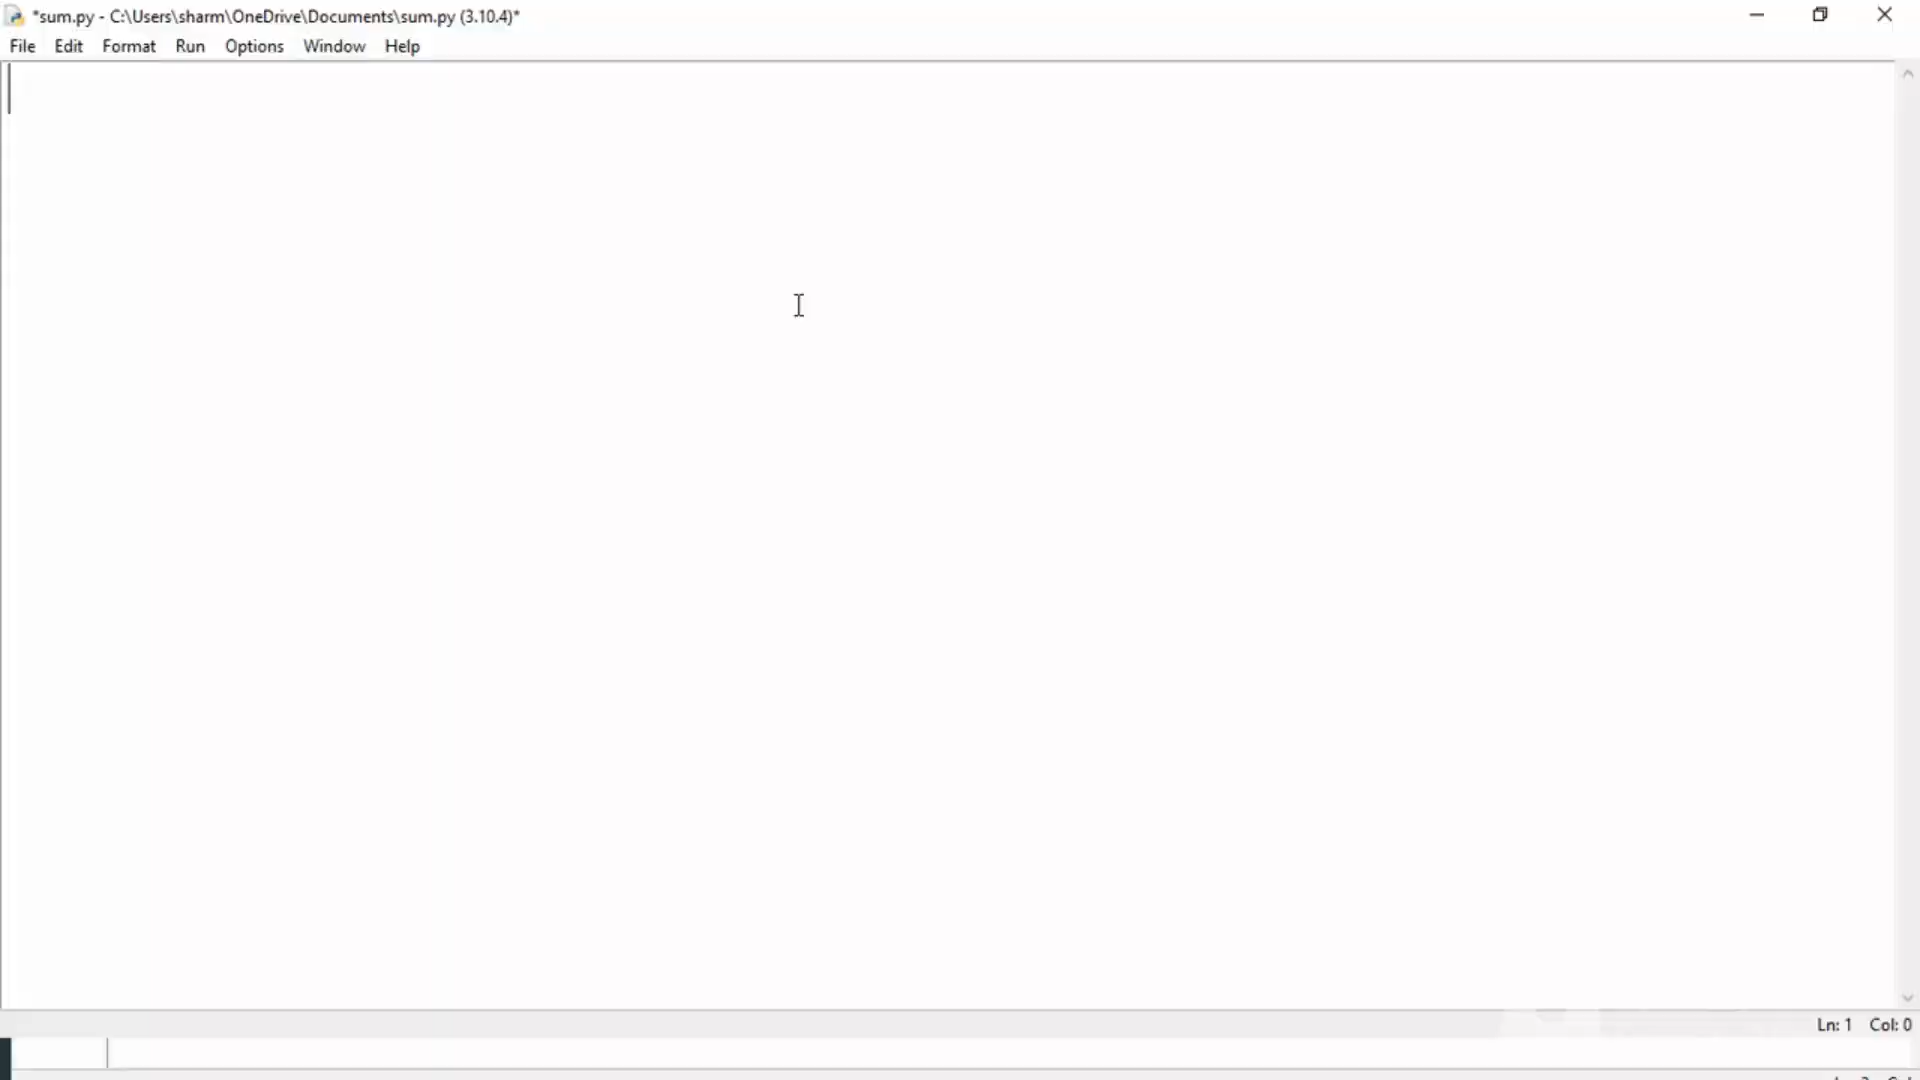 *sum.py - C:\Users\sharm\OneDrive\Documents\sum.py (3.10.4)*
File Edit Format Run Options Window Help
Ln: 1 Col: 0